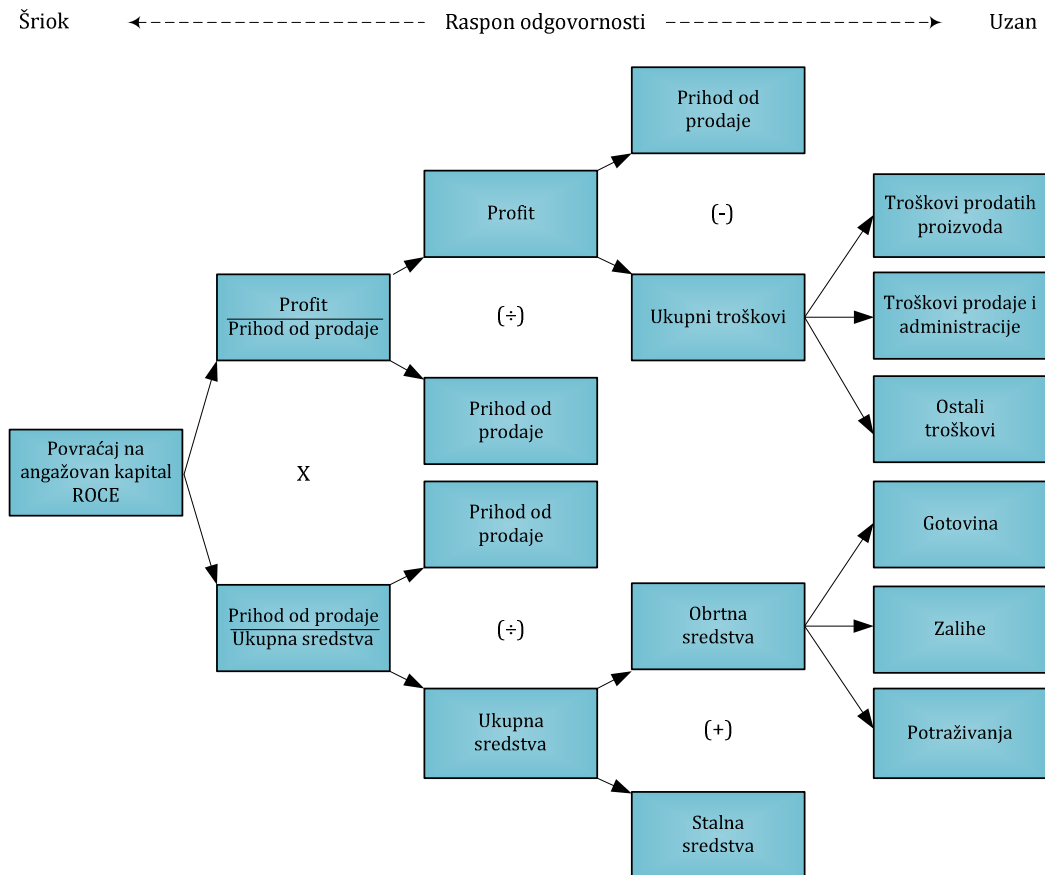 Šriok
Raspon odgovornosti
Uzan
Prihod od
prodaje
Profit
(-)
Troškovi prodatih
proizvoda
Profit
Prihod od prodaje
(÷)
Ukupni troškovi
Troškovi prodaje i
administracije
Prihod od
prodaje
Ostali
troškovi
Povraćaj na
angažovan kapital
ROCE
X
Prihod od
prodaje
Gotovina
Prihod od prodaje
Ukupna sredstva
(÷)
Obrtna
sredstva
Zalihe
Ukupna
sredstva
(+)
Potraživanja
Stalna
sredstva